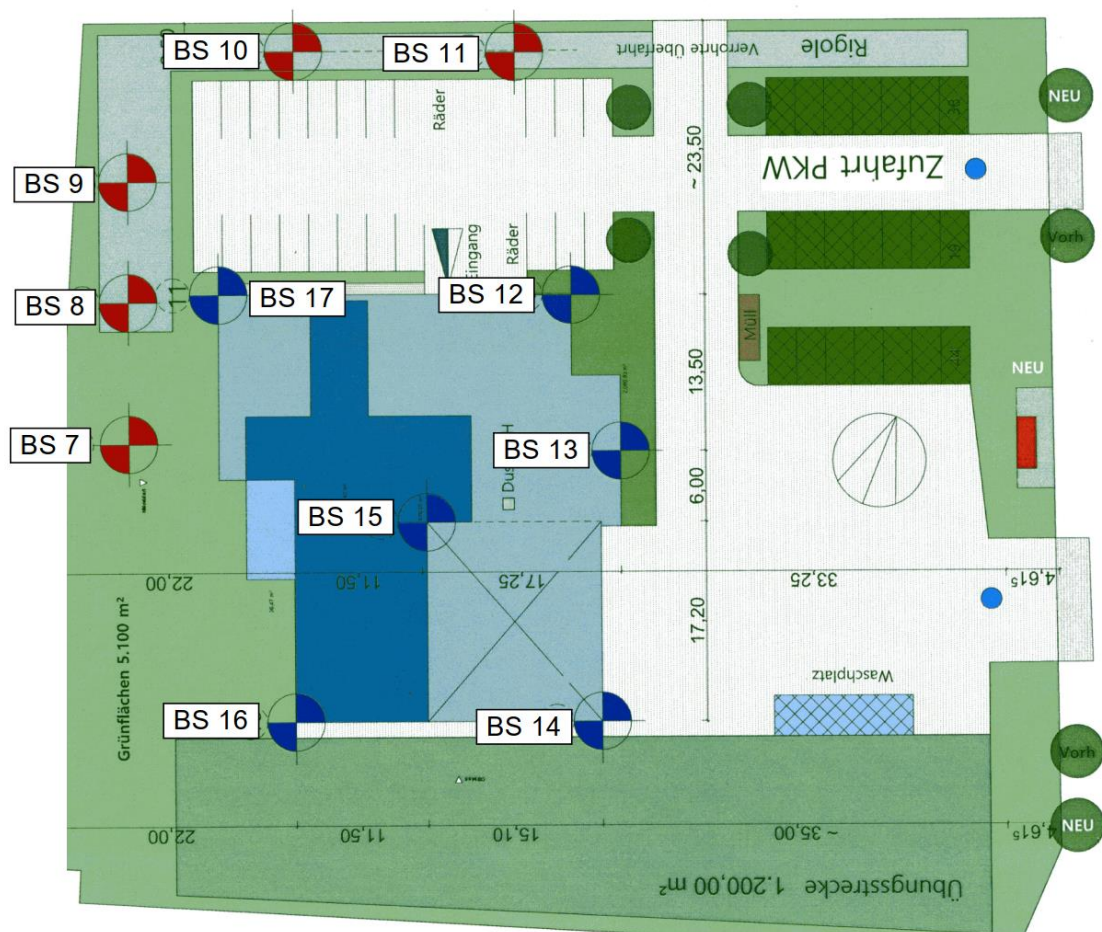 BS 10
BS 11
Verrohrte Überfahrt
Rigole
NEU
Räder
~ 23,50
Zufahrt PKW
BS 9
Vorh
Eingang
Räder
BS 8
11
BS 17
BS 12
Müll
13,50
NEU
BS 7
BS 13
6,00
BS 15
22,00
11,50
17,25
33,25
4,61⁵
17,20
Grünflächen 5.100 m²
Waschplatz
BS 16
BS 14
Vorh
22,00
11,50
15,10
~ 35,00
4,61⁵
NEU
Übungsstrecke 1.200,00 m²